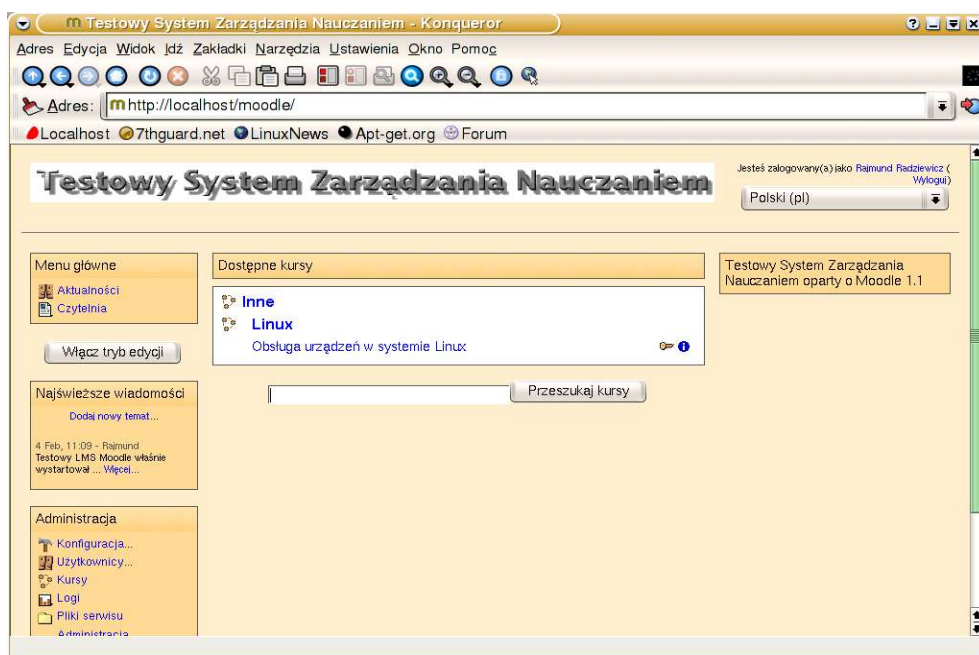 m Testowy System Zarządzania Nauczaniem - Konqueror
Adres Edycja Widok Idź Zakładki Narzędzia Ustawienia Okno Pomoc
Adres: m http://localhost/moodle/
Localhost 7thguard.net LinuxNews Apt-get.org Forum
Testowy System Zarządzania Nauczaniem
Jesteś zalogowany(a) jako Rajmund Radziewicz (
Wyloguj)
Polski (pl)
Menu główne
Aktualności
Czytelnia
Włącz tryb edycji
Najświeższe wiadomości
Dodaj nowy temat...
4 Feb, 11:09 - Rajmund
Testowy LMS Moodle właśnie
wystartował ... Więcej...
Administracja
Konfiguracja...
Użytkownicy...
Kursy
Logi
Pliki serwisu
Administracja
Dostępne kursy
Inne
Linux
Obsługa urządzeń w systemie Linux
Przeszukaj kursy
Testowy System Zarządzania
Nauczaniem oparty o Moodle 1.1